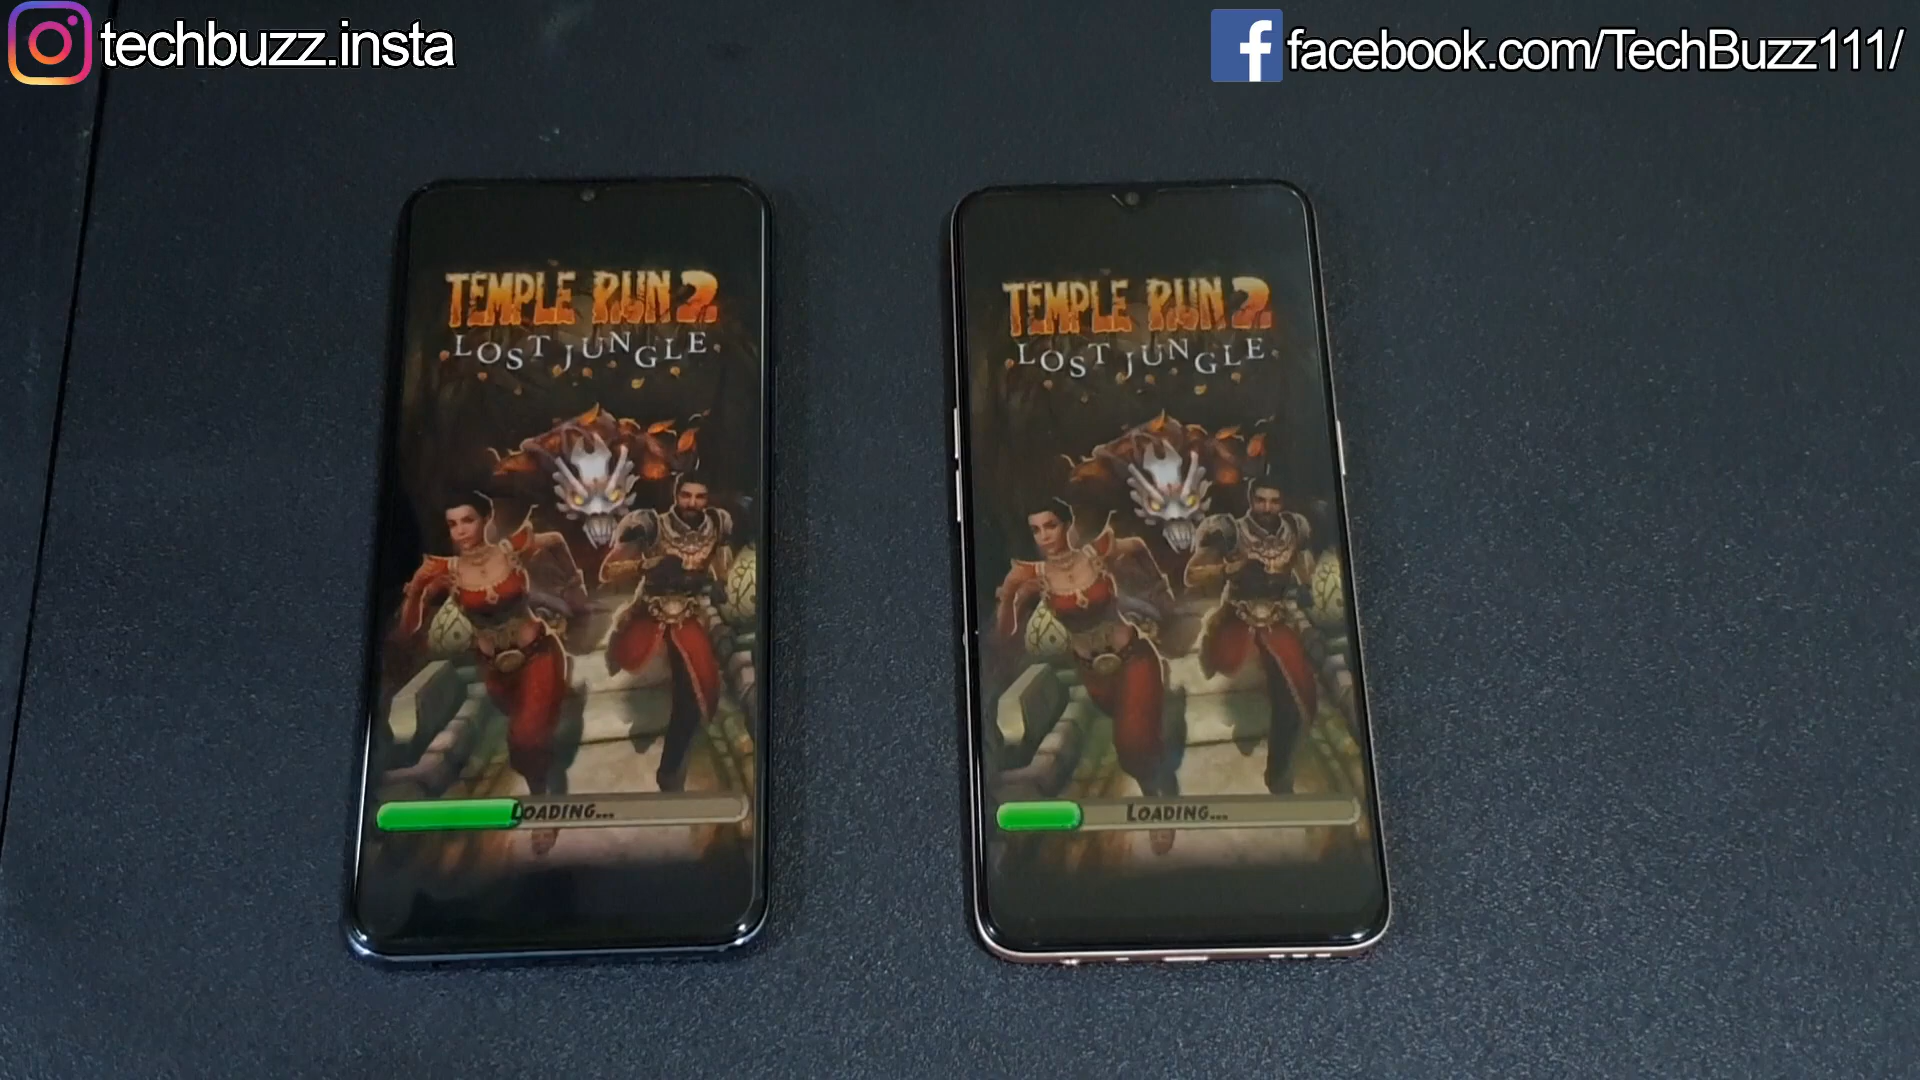 techbuzz.insta
facebook.com/TechBuzz111/
TEMPLE RUN 2
LOST JUNGLE
LOADING...
TEMPLE RUN 2
LOST JUNGLE
LOADING...